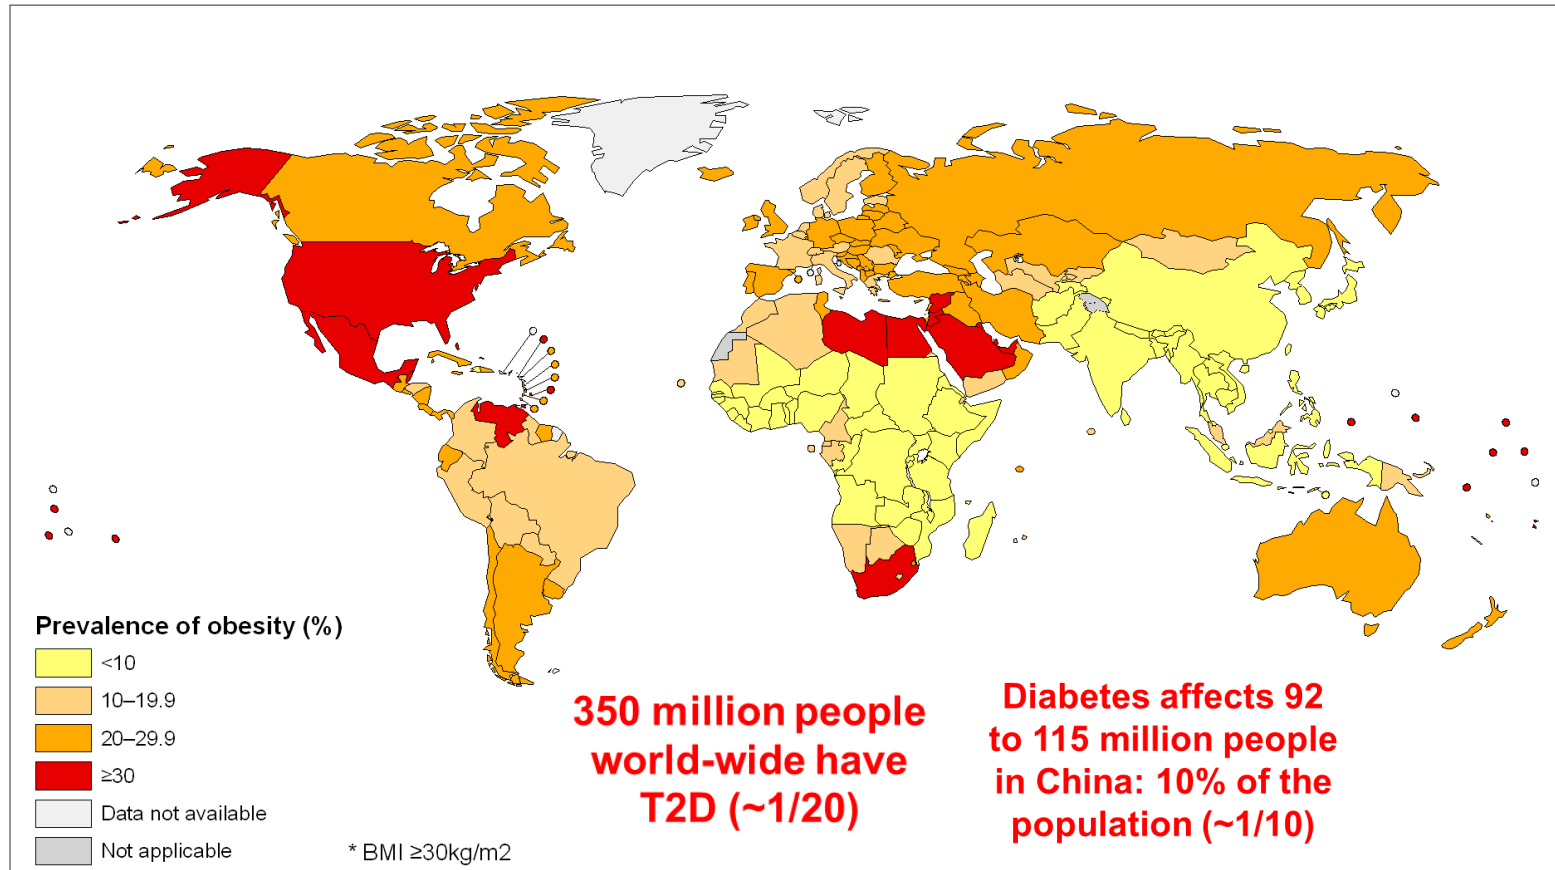 Prevalence of obesity (%)
<10
10–19.9
20–29.9
≥30
Data not available
Not applicable
* BMI ≥30kg/m2
350 million people
world-wide have
T2D (~1/20)
Diabetes affects 92
to 115 million people
in China: 10% of the
population (~1/10)